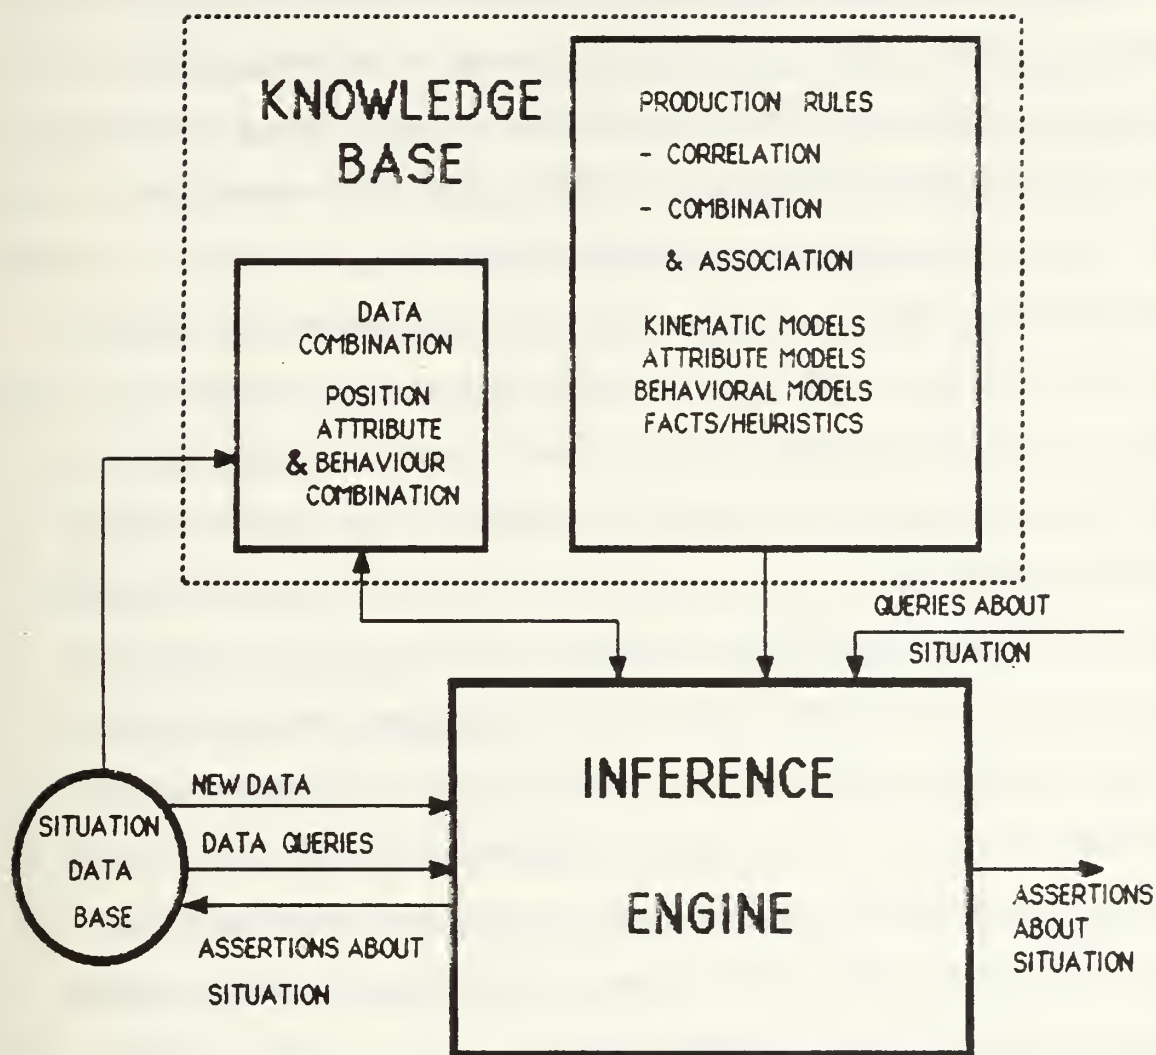 KNOWLEDGE
BASE
PRODUCTION RULES
- CORRELATION
- COMBINATION
& ASSOCIATION
KINEMATIC MODELS
ATTRIBUTE MODELS
BEHAVIORAL MODELS
FACTS/HEURISTICS
DATA
COMBINATION
POSITION
ATTRIBUTE
& BEHAVIOUR
COMBINATION
QUERIES ABOUT
SITUATION
INFERENCE
ENGINE
NEW DATA
DATA QUERIES
SITUATION
DATA
BASE
ASSERTIONS ABOUT
SITUATION
ASSERTIONS
ABOUT
SITUATION